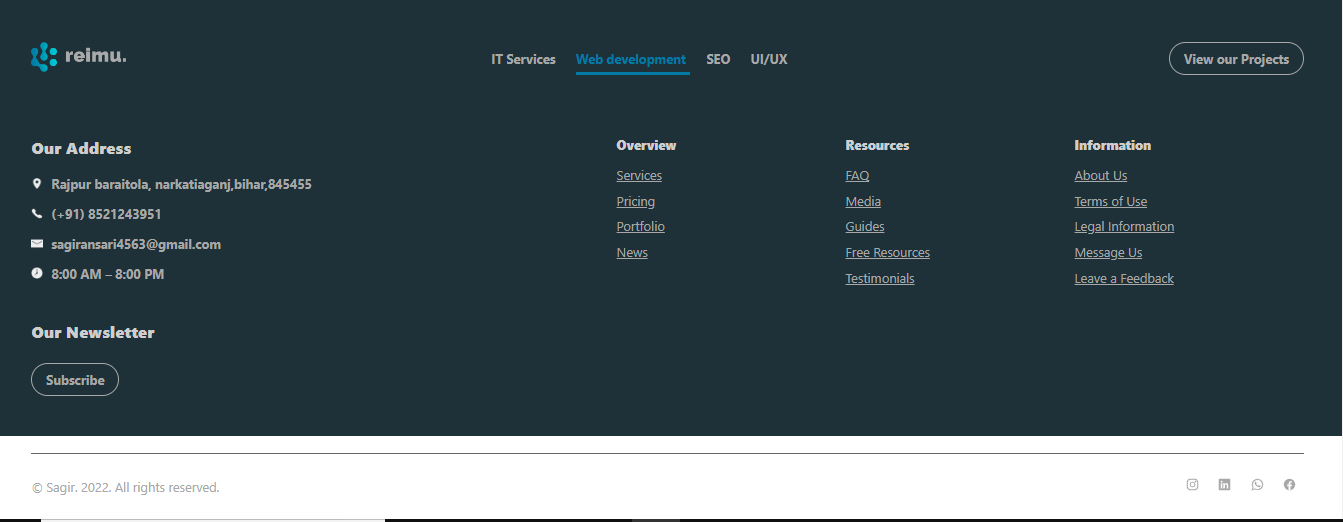 reimu.
IT Services Web development SEO UI/UX
View our Projects
Our Address
Rajpur baraitola, narkatiaganj,bihar,845455
(+91) 8521243951
sagiransari4563@gmail.com
8:00 AM – 8:00 PM
Our Newsletter
Subscribe
Overview
Services
Pricing
Portfolio
News
Resources
FAQ
Media
Guides
Free Resources
Testimonials
Information
About Us
Terms of Use
Legal Information
Message Us
Leave a Feedback
© Sagir. 2022. All rights reserved.